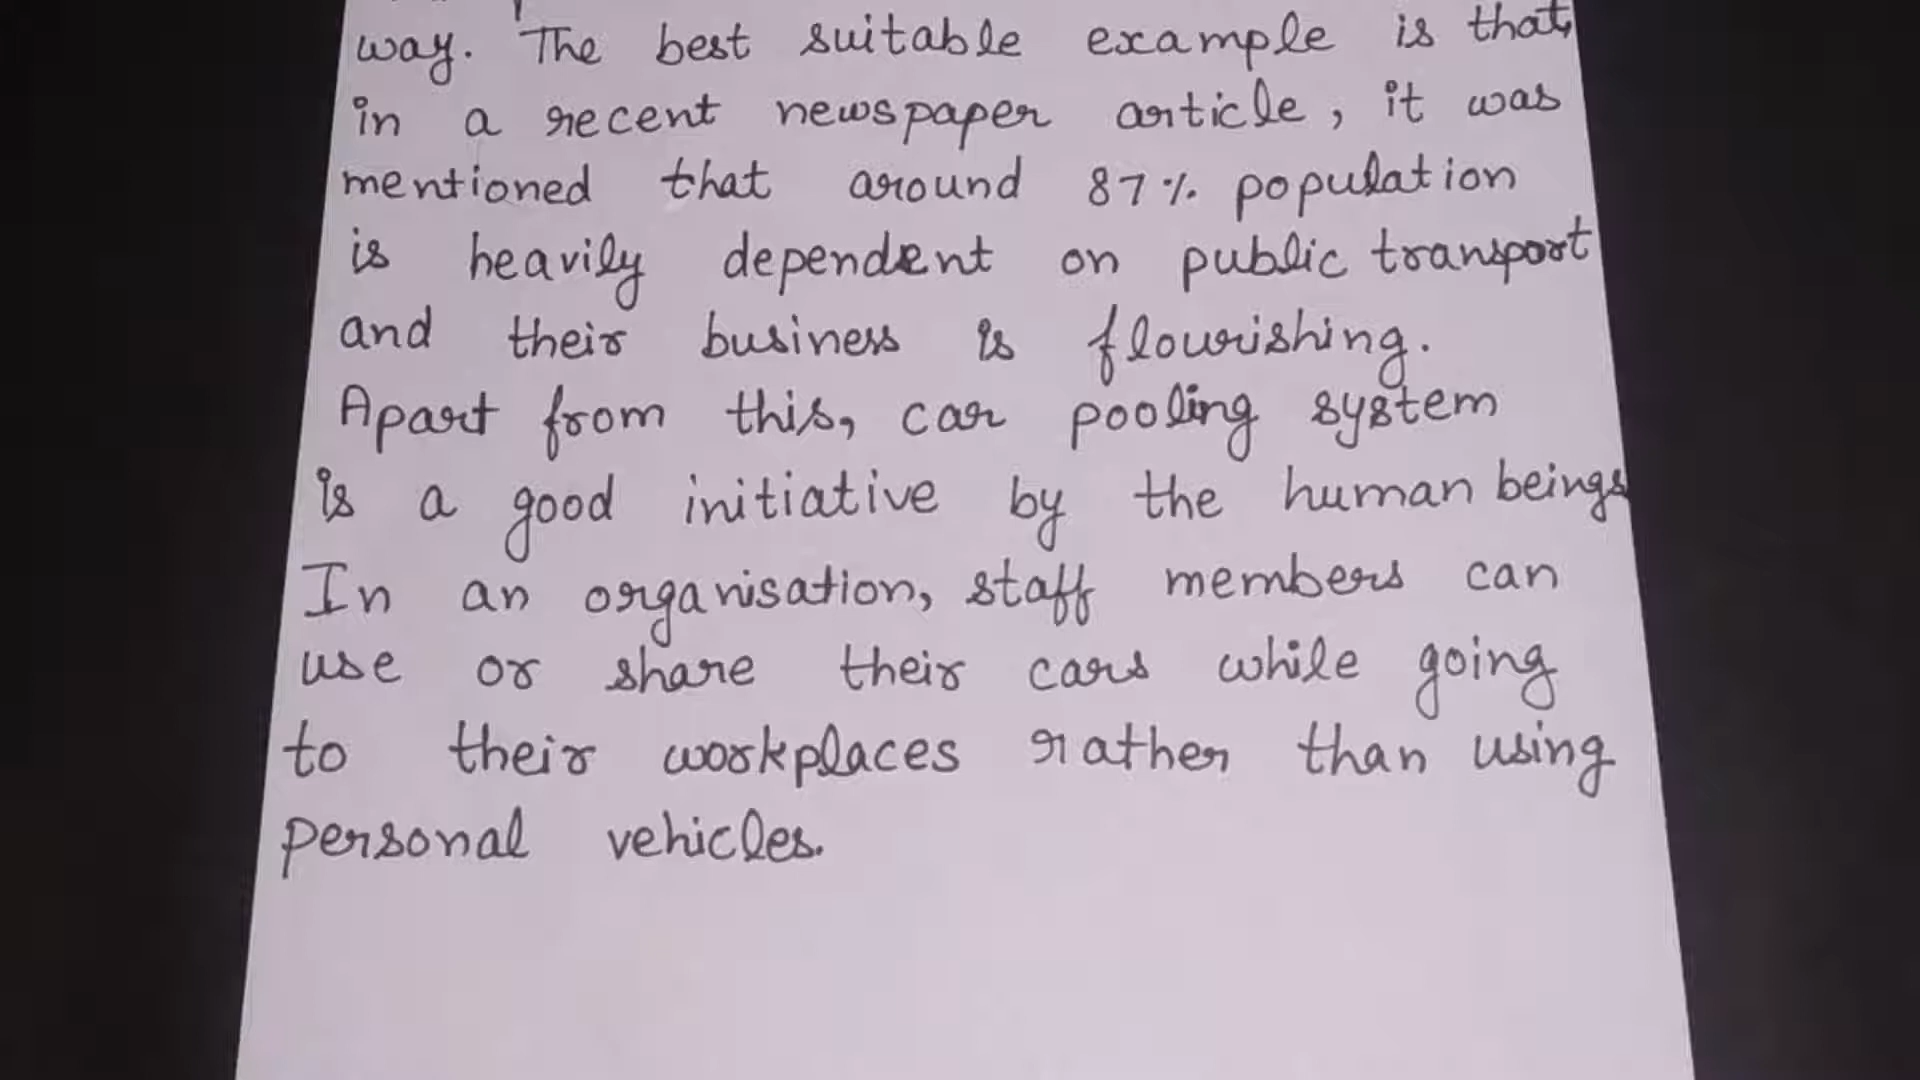 way. The best suitable example is that,
in a recent newspaper article, it was
mentioned that around 87% population
is heavily dependent on public transport
and their business is flourishing.
Apart from this, car pooling system
is a good initiative by the human beings
In an organisation, staff members can
use or share their cars while going
to their workplaces rather than using
personal vehicles.